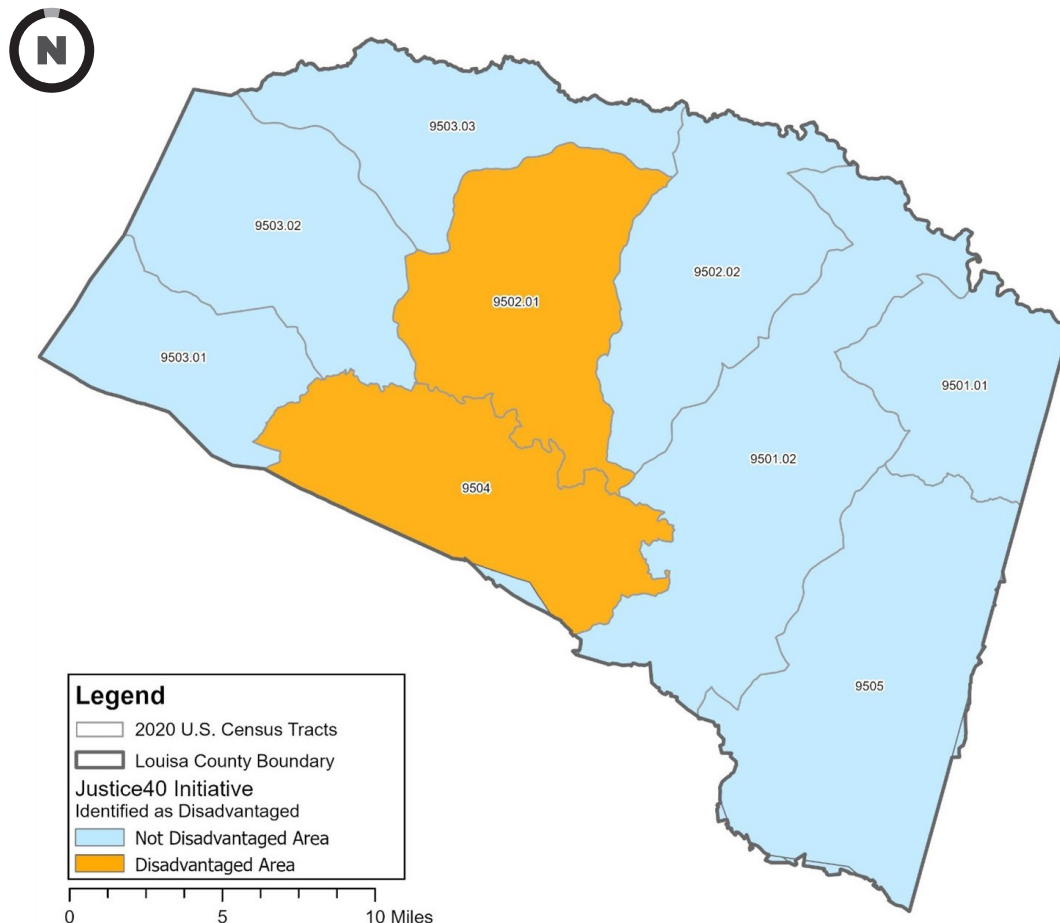 N
9503.03
9503.02
9502.02
9502.01
9503.01
9501.01
9501.02
9504
9505
Legend
2020 U.S. Census Tracts
Louisa County Boundary
Justice40 Initiative
Identified as Disadvantaged
Not Disadvantaged Area
Disadvantaged Area
0 5 10 Miles